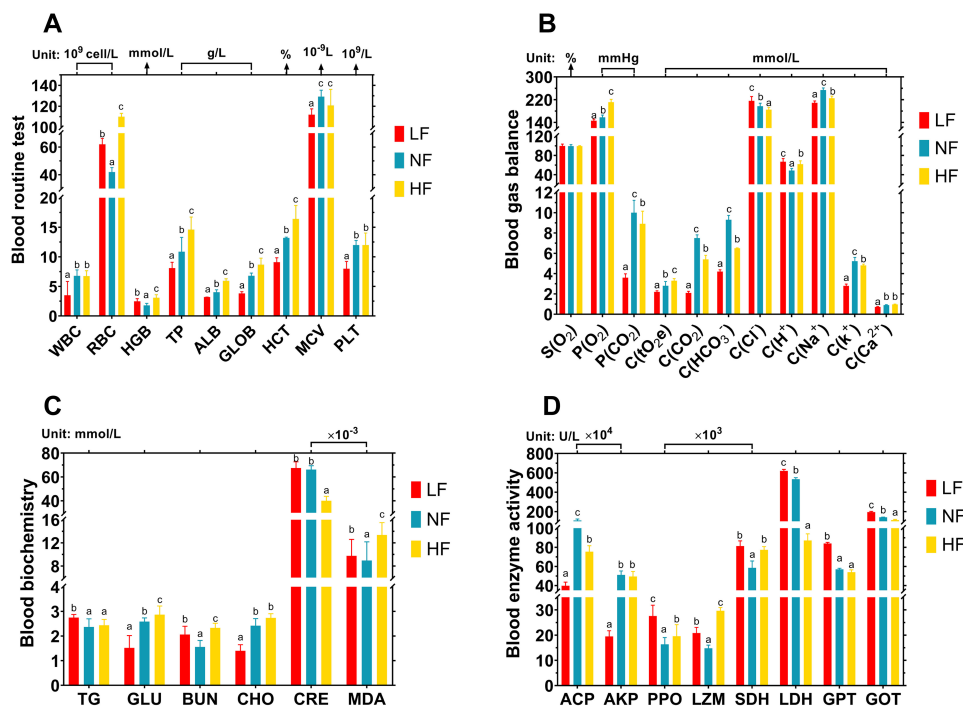 A
Unit: 10⁹ cell/L mmol/L g/L % 10⁻⁹L 10⁹/L
Blood routine test
140
120
100
60
40
20
20
15
10
5
0
a b b
b a c
b a c
a b c
a b c
a b c
a b c
a c c
a b b
WBC RBC HGB TP ALB GLOB HCT MCV PLT
LF
NF
HF
B
Unit: % mmHg mmol/L
Blood gas balance
300
220
140
120
80
40
12
10
8
6
4
2
0
a b c
a c b
a b c
a c b
a c b
c b a
c a b
a c b
a c b
a b b
S(O₂) P(O₂) P(CO₂) C(tO₂e) C(CO₂) C(HCO₃⁻) C(Cl⁻) C(H⁺) C(Na⁺) C(k⁺) C(Ca²⁺)
LF
NF
HF
C
Unit: mmol/L ×10⁻³
Blood biochemistry
80
60
40
20
16
12
8
4
3
2
1
0
b a a
a b c
b a c
a b c
b b a
b a c
TG GLU BUN CHO CRE MDA
LF
NF
HF
D
Unit: U/L ×10⁴ ×10³
Blood enzyme activity
800
600
400
200
100
80
60
40
30
20
10
0
a c b
a b b
c a b
b a c
b a b
c b a
b a a
c b a
ACP AKP PPO LZM SDH LDH GPT GOT
LF
NF
HF